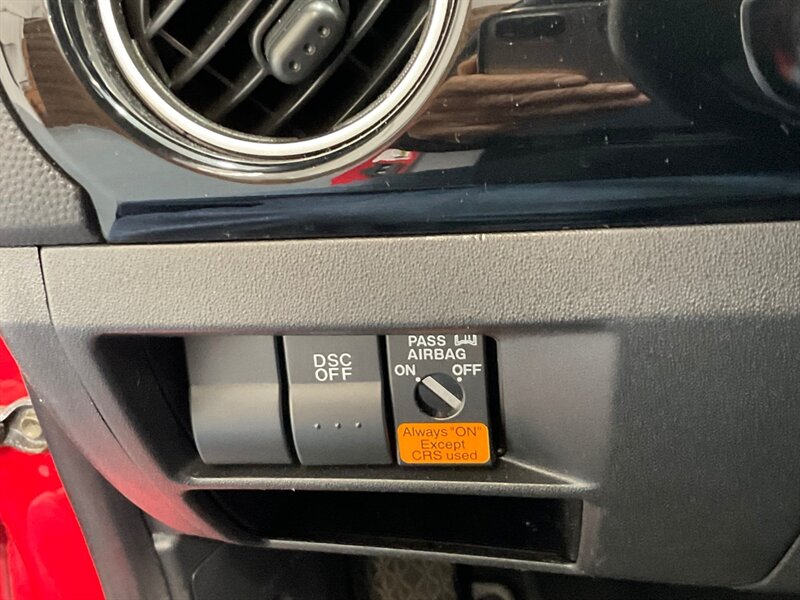 DSC
OFF
PASS
AIRBAG
ON OFF
Always "ON"
Except
CRS used